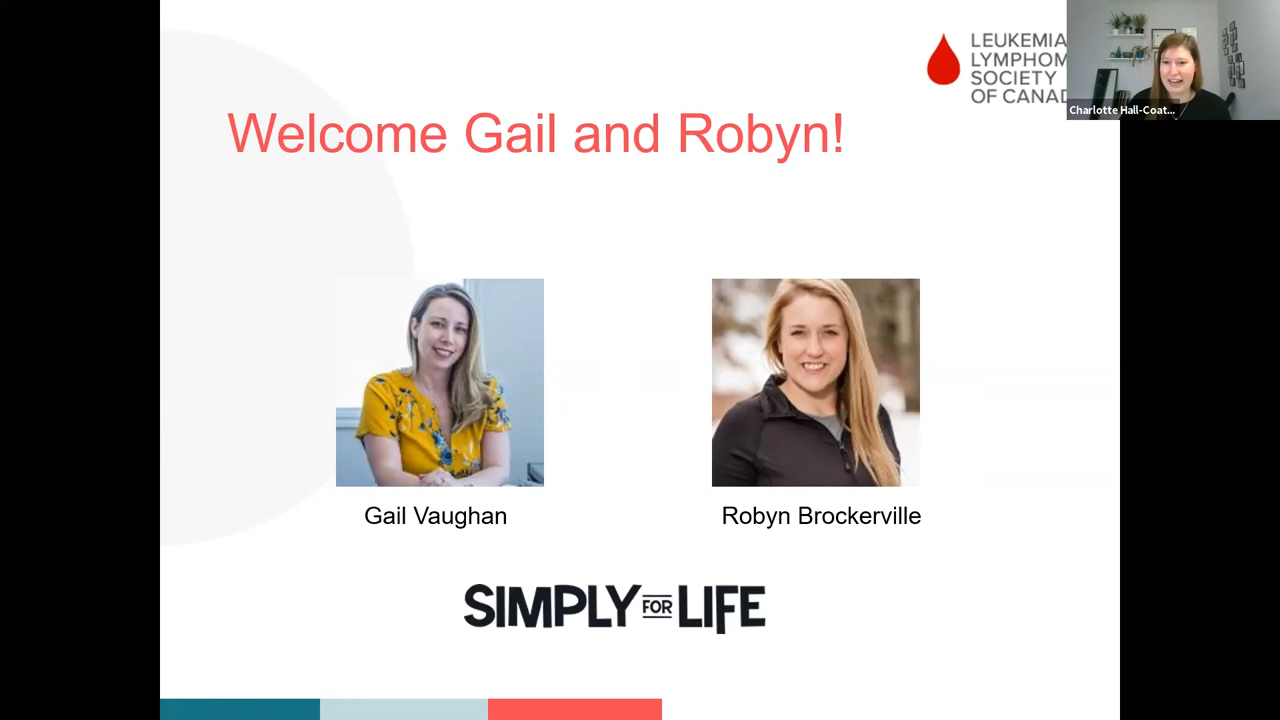 Welcome Gail and Robyn!
LEUKEMIA
LYMPHOM
SOCIETY
OF CANAD
Charlotte Hall-Coat...
Gail Vaughan
Robyn Brockerville
SIMPLY FOR LIFE